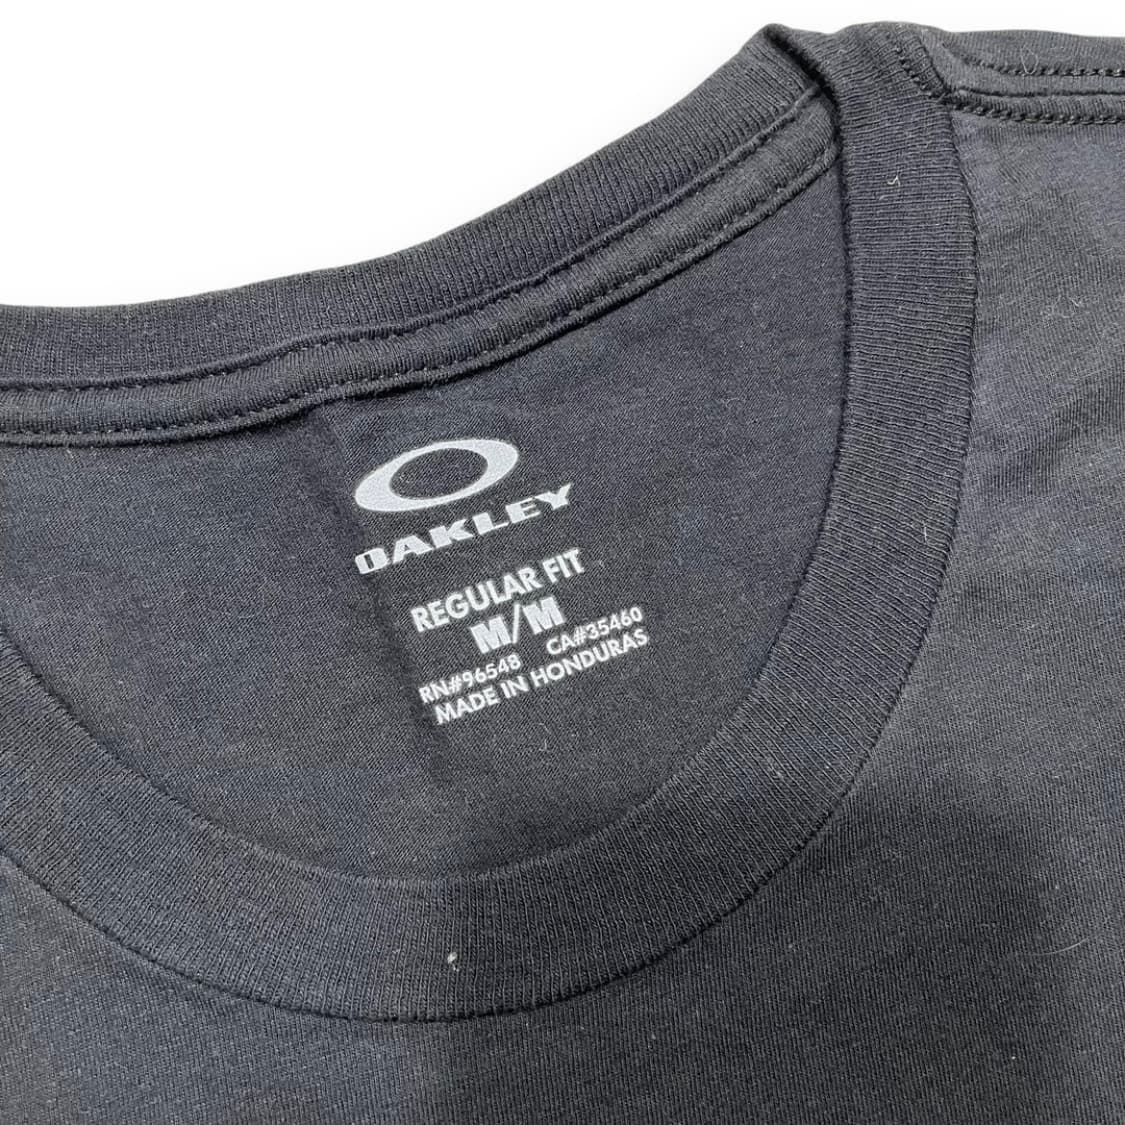 OAKLEY
REGULAR FIT
M/M
RN#96548 CA#35460
MADE IN HONDURAS